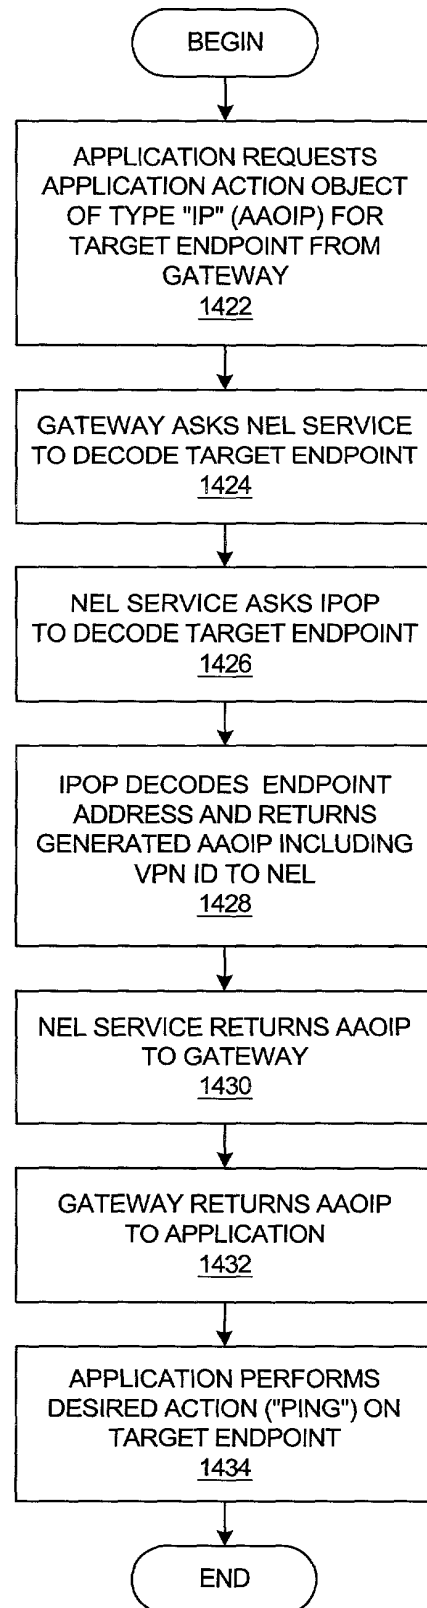 BEGIN
APPLICATION REQUESTS
APPLICATION ACTION OBJECT
OF TYPE "IP" (AAOIP) FOR
TARGET ENDPOINT FROM
GATEWAY
1422
GATEWAY ASKS NEL SERVICE
TO DECODE TARGET ENDPOINT
1424
NEL SERVICE ASKS IPOP
TO DECODE TARGET ENDPOINT
1426
IPOP DECODES ENDPOINT
ADDRESS AND RETURNS
GENERATED AAOIP INCLUDING
VPN ID TO NEL
1428
NEL SERVICE RETURNS AAOIP
TO GATEWAY
1430
GATEWAY RETURNS AAOIP
TO APPLICATION
1432
APPLICATION PERFORMS
DESIRED ACTION ("PING") ON
TARGET ENDPOINT
1434
END